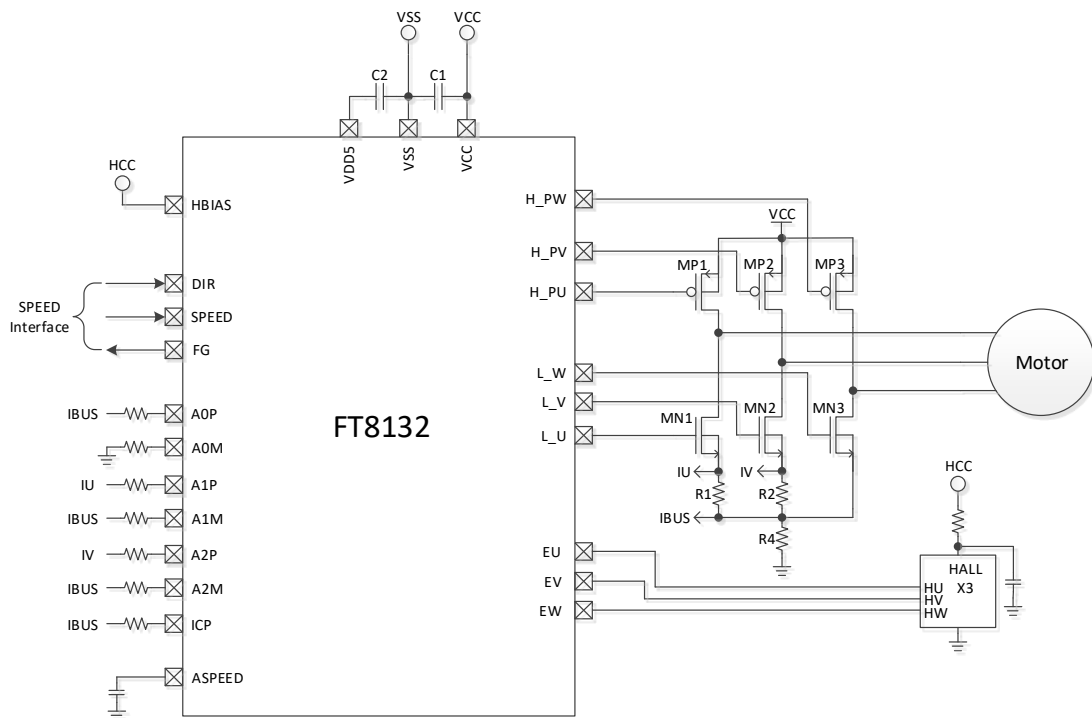 VSS VCC
C2 C1
VDD5 VSS VCC
HCC
HBIAS
H_PW
VCC
H_PV
MP1 MP2 MP3
DIR
H_PU
SPEED
Interface
SPEED
FG
Motor
L_W
L_V
IBUS A0P
MN1 MN2 MN3
FT8132
L_U
A0M
IU IV
HCC
IU A1P
R1 R2
IBUS A1M
IBUS
R4
IV A2P
EU
HALL
X3
IBUS A2M
EV
HU
HV
HW
EW
IBUS ICP
ASPEED